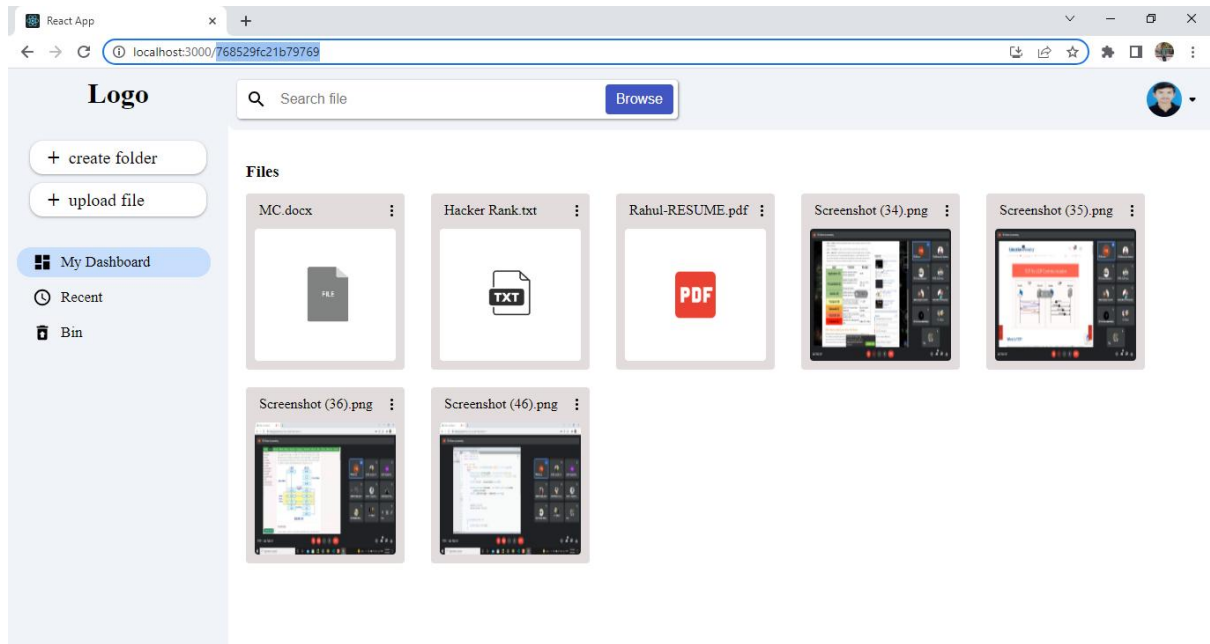 React App
localhost:3000/768529fc21b79769
Logo
Search file
Browse
+ create folder
+ upload file
My Dashboard
Recent
Bin
Files
MC.docx
Hacker Rank.txt
Rahul-RESUME.pdf
Screenshot (34).png
Screenshot (35).png
FILE
TXT
PDF
Screenshot (36).png
Screenshot (46).png